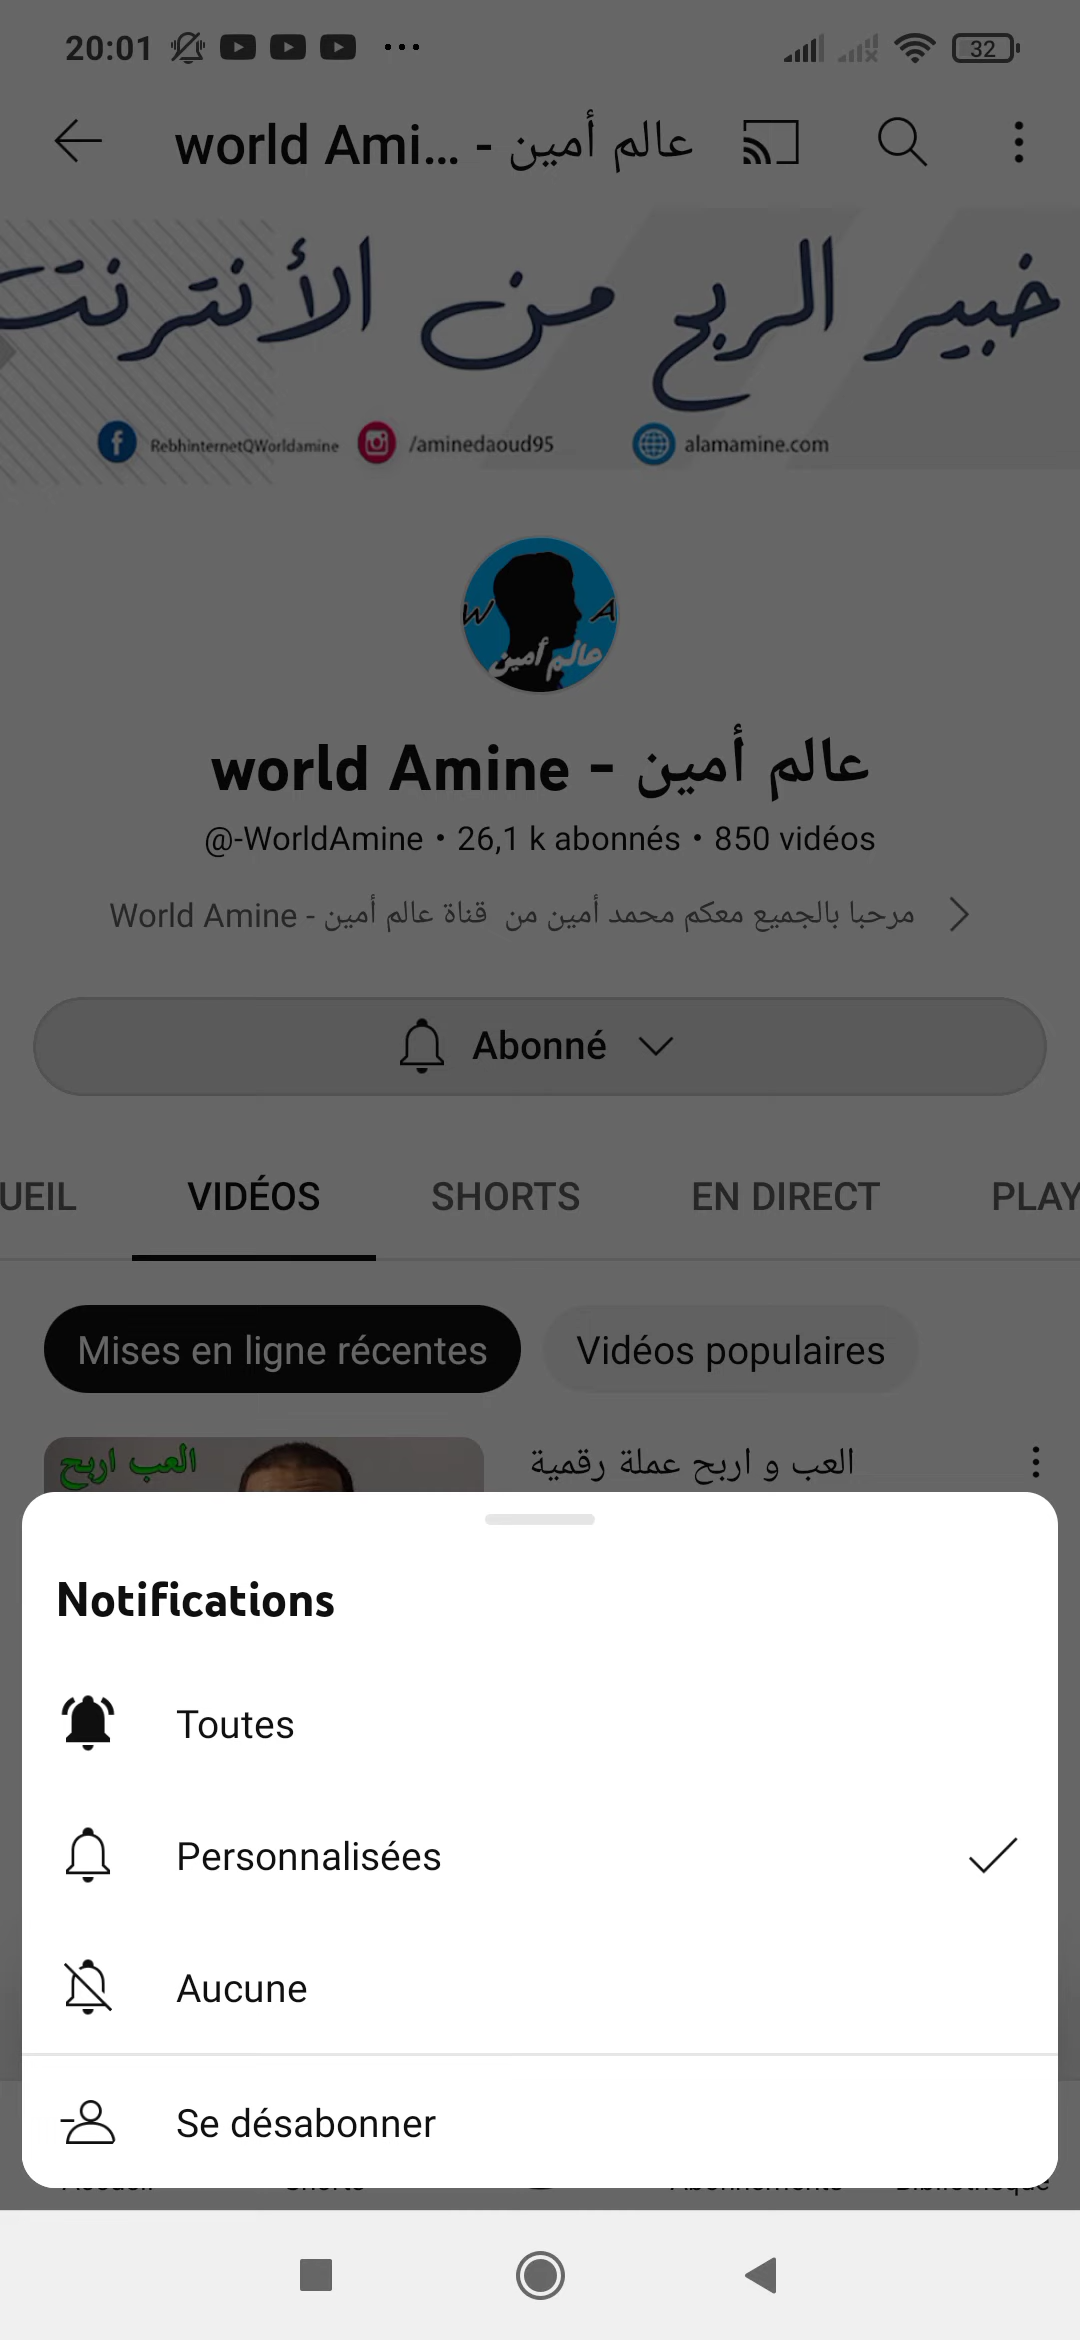 20:01
32
world Ami... - عالم أمين
خبير الربح من الأنترنت
RebhinternetQWorldamine
/aminedaoud95
alamamine.com
W A
عالم أمين
world Amine - عالم أمين
@-WorldAmine • 26,1 k abonnés • 850 vidéos
World Amine - مرحبا بالجميع معكم محمد أمين من قناة عالم أمين
Abonné
UEIL
VIDÉOS
SHORTS
EN DIRECT
PLAY
Mises en ligne récentes
Vidéos populaires
العب اربح
العب و اربح عملة رقمية
Notifications
Toutes
Personnalisées
Aucune
Se désabonner